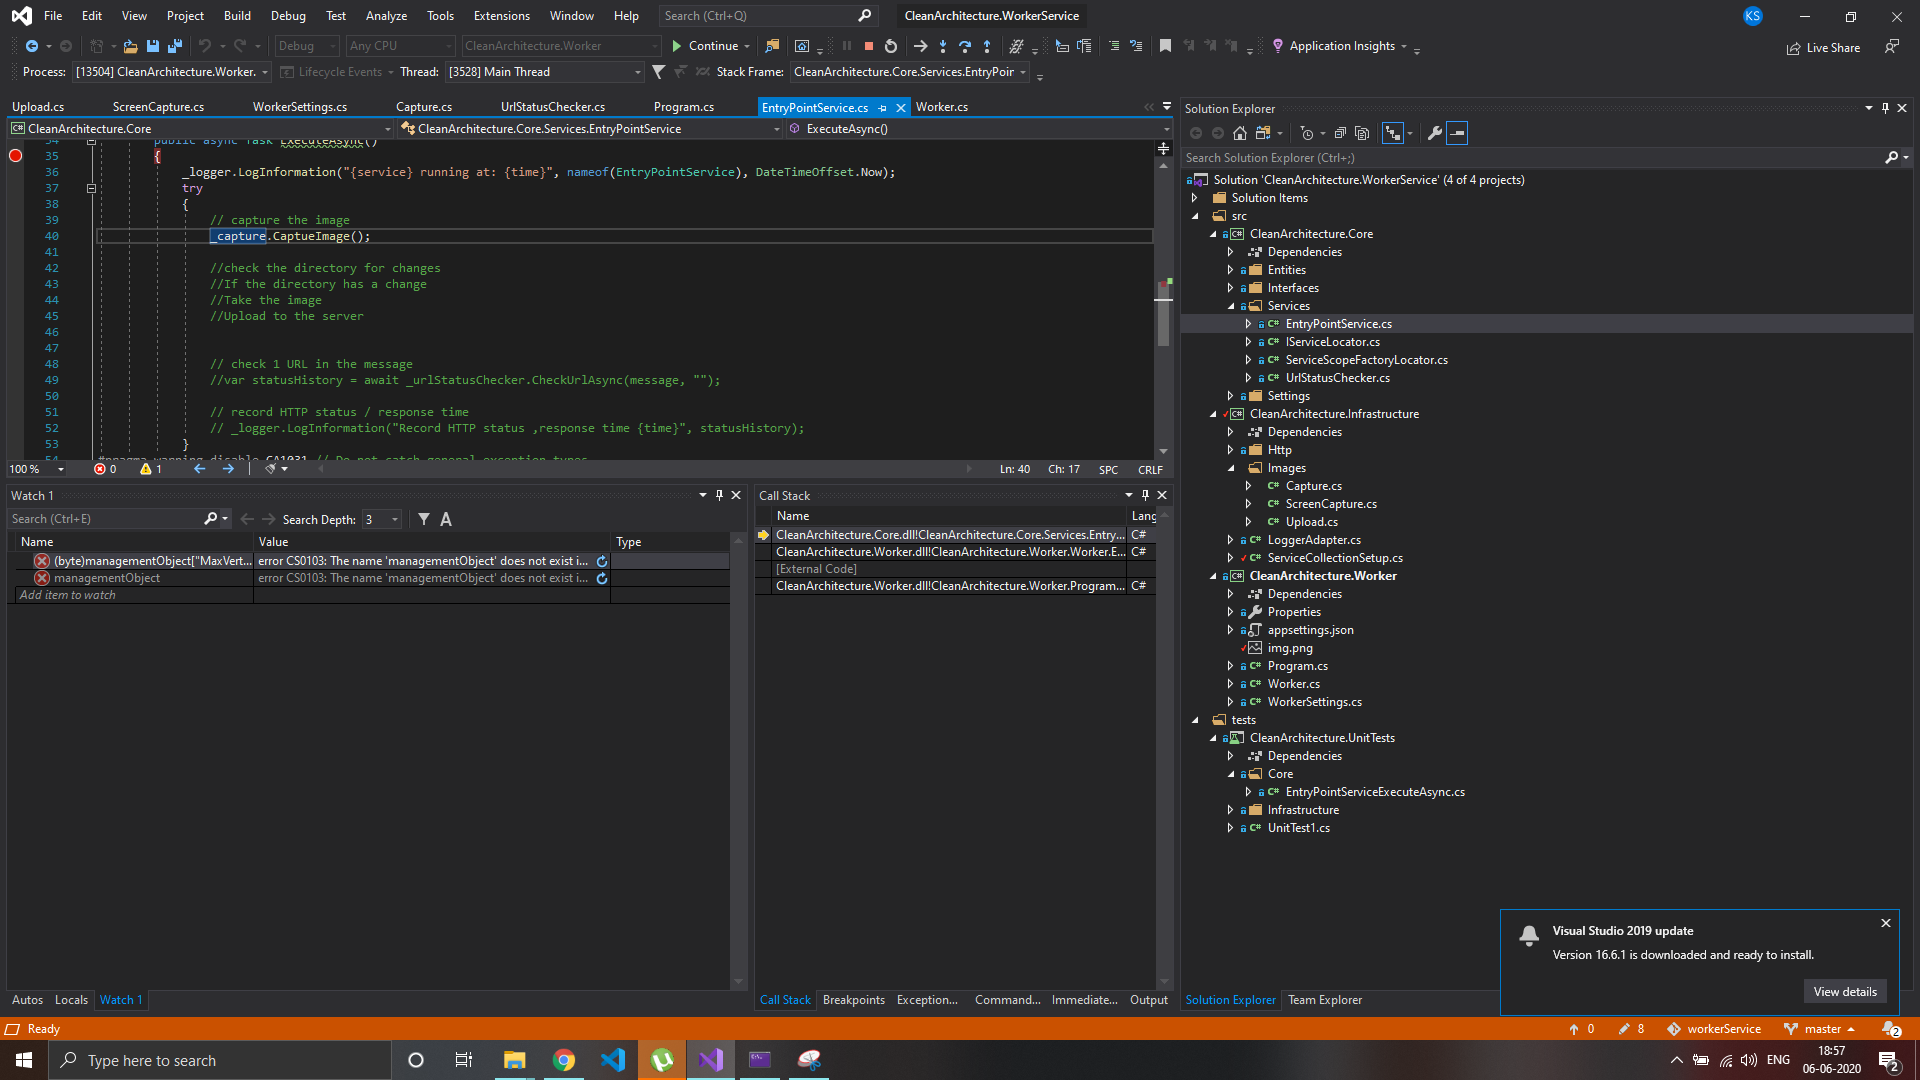 File Edit View Project Build Debug Test Analyze Tools Extensions Window Help Search (Ctrl+Q) CleanArchitecture.WorkerService KS
Debug Any CPU CleanArchitecture.Worker Continue Application Insights Live Share
Process: [13504] CleanArchitecture.Worker. Lifecycle Events Thread: [3528] Main Thread Stack Frame: CleanArchitecture.Core.Services.EntryPoin
Upload.cs ScreenCapture.cs WorkerSettings.cs Capture.cs UrlStatusChecker.cs Program.cs EntryPointService.cs Worker.cs
CleanArchitecture.Core CleanArchitecture.Core.Services.EntryPointService ExecuteAsync()
34 public async Task ExecuteAsync()
35 {
36 _logger.LogInformation("{service} running at: {time}", nameof(EntryPointService), DateTimeOffset.Now);
37 try
38 {
39 // capture the image
40 _capture.CaptueImage();
41
42 //check the directory for changes
43 //If the directory has a change
44 //Take the image
45 //Upload to the server
46
47
48 // check 1 URL in the message
49 //var statusHistory = await _urlStatusChecker.CheckUrlAsync(message, "");
50
51 // record HTTP status / response time
52 // _logger.LogInformation("Record HTTP status ,response time {time}", statusHistory);
53 }
54 #pragma warning disable CA1031 // Do not catch general exception types
100 % 0 1 Ln: 40 Ch: 17 SPC CRLF
Watch 1
Search (Ctrl+E) Search Depth: 3 A
Name Value Type
(byte)managementObject["MaxVert... error CS0103: The name 'managementObject' does not exist i...
managementObject error CS0103: The name 'managementObject' does not exist i...
Add item to watch
Autos Locals Watch 1
Call Stack
Name Lang
CleanArchitecture.Core.dll!CleanArchitecture.Core.Services.Entry... C#
CleanArchitecture.Worker.dll!CleanArchitecture.Worker.Worker.E... C#
[External Code]
CleanArchitecture.Worker.dll!CleanArchitecture.Worker.Program... C#
Call Stack Breakpoints Exception... Command... Immediate... Output
Solution Explorer
Search Solution Explorer (Ctrl+;)
Solution 'CleanArchitecture.WorkerService' (4 of 4 projects)
Solution Items
src
C# CleanArchitecture.Core
Dependencies
Entities
Interfaces
Services
C# EntryPointService.cs
C# IServiceLocator.cs
C# ServiceScopeFactoryLocator.cs
C# UrlStatusChecker.cs
Settings
C# CleanArchitecture.Infrastructure
Dependencies
Http
Images
C# Capture.cs
C# ScreenCapture.cs
C# Upload.cs
C# LoggerAdapter.cs
C# ServiceCollectionSetup.cs
C# CleanArchitecture.Worker
Dependencies
Properties
appsettings.json
img.png
C# Program.cs
C# Worker.cs
C# WorkerSettings.cs
tests
CleanArchitecture.UnitTests
Dependencies
Core
C# EntryPointServiceExecuteAsync.cs
Infrastructure
C# UnitTest1.cs
Solution Explorer Team Explorer
Visual Studio 2019 update
Version 16.6.1 is downloaded and ready to install.
View details
Ready 0 8 workerService master 2
Type here to search ENG 18:57
06-06-2020 2